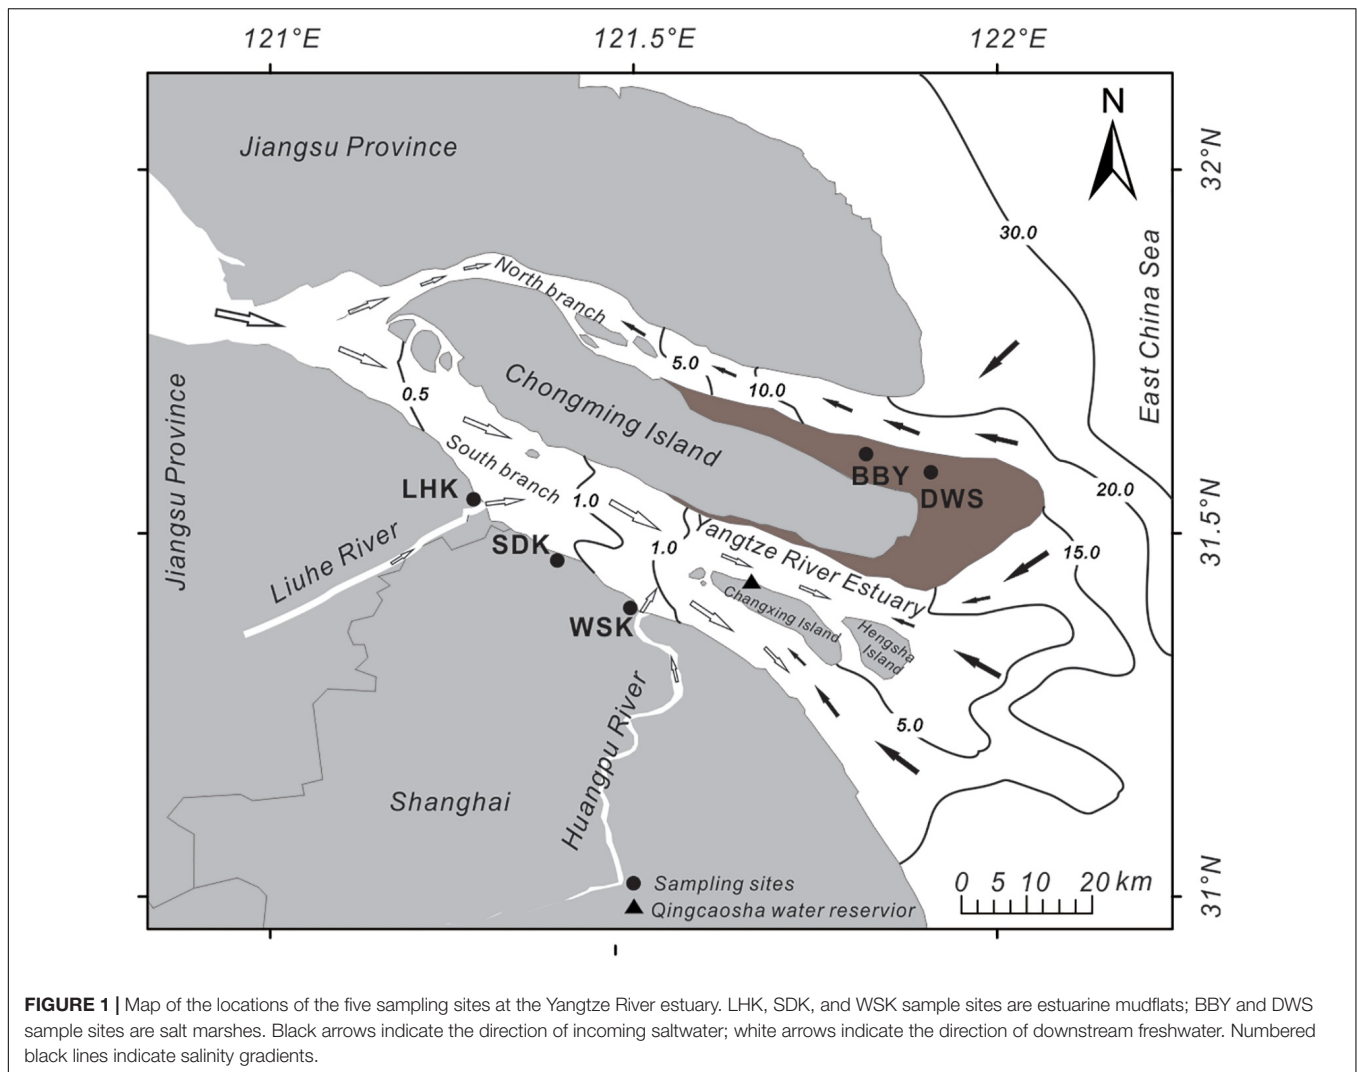 121°E 121.5°E 122°E
N
Jiangsu Province
32°N
30.0
East China Sea
North branch
5.0
10.0
0.5
Chongming Island
Jiangsu Province
South branch
BBY
DWS
20.0
LHK
1.0
31.5°N
SDK
1.0
Yangtze River Estuary
15.0
Liuhe River
Changxing Island
WSK
Hengsha
Island
5.0
Huangpu River
Shanghai
0 5 10 20 km
Sampling sites
31°N
Qingcaosha water reservior
FIGURE 1 | Map of the locations of the five sampling sites at the Yangtze River estuary. LHK, SDK, and WSK sample sites are estuarine mudflats; BBY and DWS
sample sites are salt marshes. Black arrows indicate the direction of incoming saltwater; white arrows indicate the direction of downstream freshwater. Numbered
black lines indicate salinity gradients.